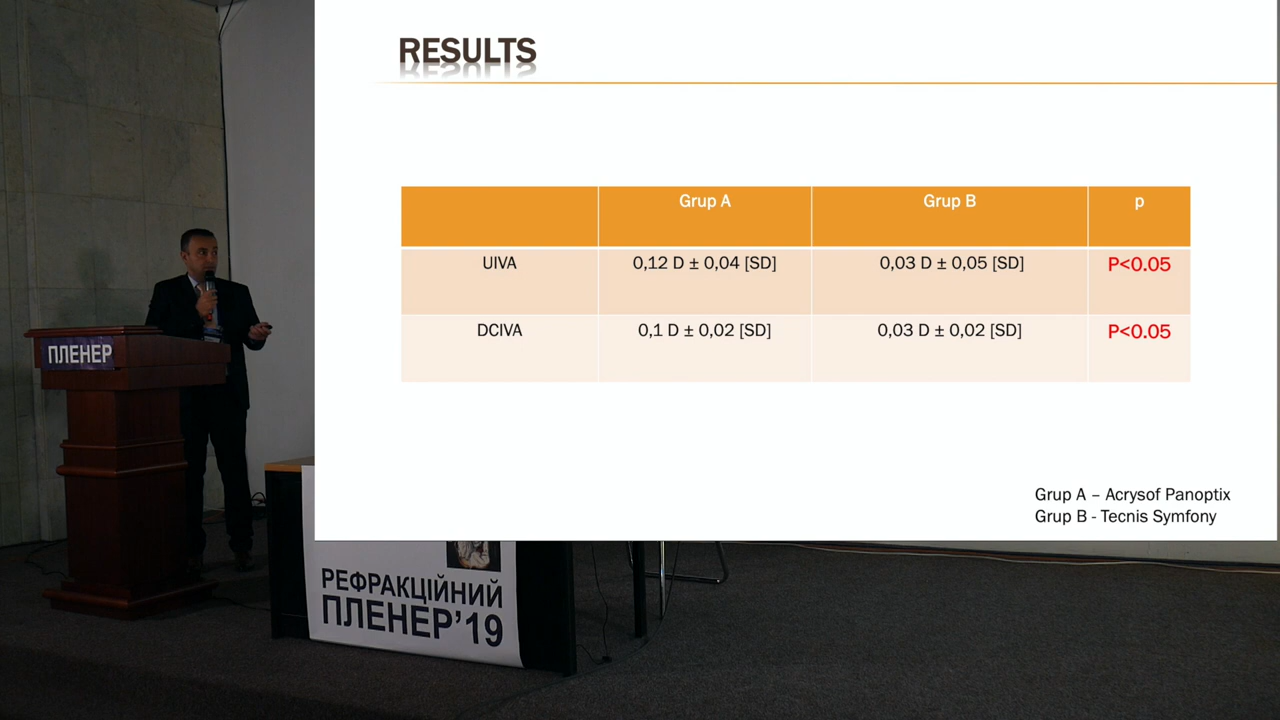 RESULTS
Grup A Grup B p
UIVA 0,12 D ± 0,04 [SD] 0,03 D ± 0,05 [SD] P<0.05
DCIVA 0,1 D ± 0,02 [SD] 0,03 D ± 0,02 [SD] P<0.05
Grup A – Acrysof Panoptix
Grup B - Tecnis Symfony
ПЛЕНЕР
РЕФРАКЦІЙНИЙ
ПЛЕНЕР’19